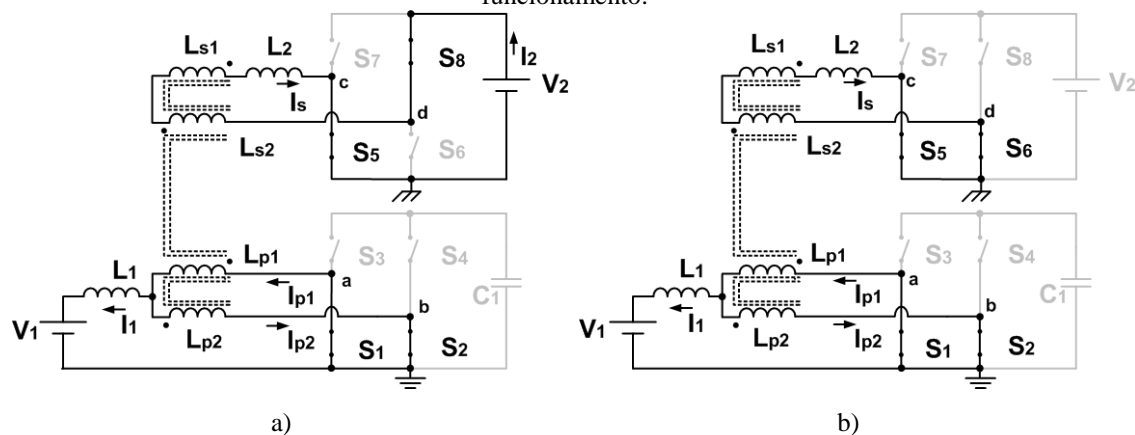 funcionamento.
Ls1 L2 S7 S8 I2
V2
Is c
d
Ls2 S5 S6
L1 Lp1 S3 S4
a C1
Ip1
V1 I1 b
Lp2 Ip2 S1 S2
a)
Ls1 L2 S7 S8
V2
Is c
d
Ls2 S5 S6
L1 Lp1 S3 S4
a C1
Ip1
V1 I1 b
Lp2 Ip2 S1 S2
b)